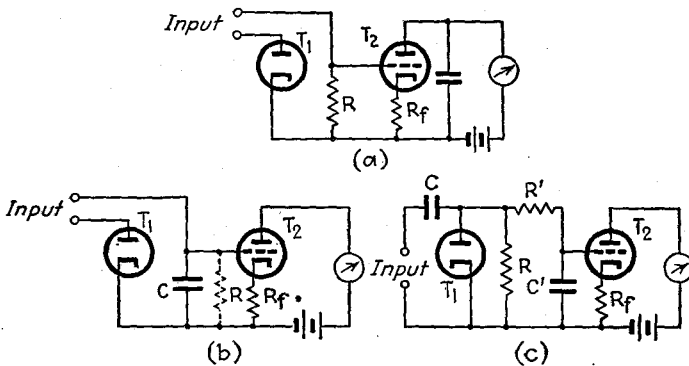 Input
T1
T2
R
Rf
(a)
Input
T1
T2
C
R
Rf
(b)
C
R'
Input
T1
T2
R
C'
Rf
(c)